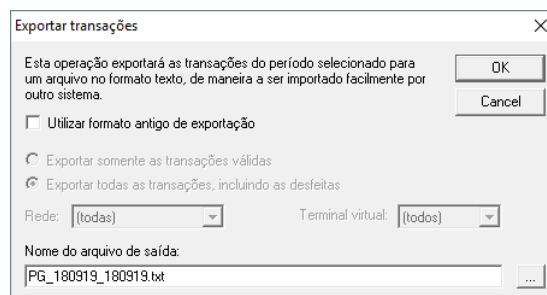 Exportar transações
Esta operação exportará as transações do período selecionado para
um arquivo no formato texto, de maneira a ser importado facilmente por
outro sistema.
OK
Cancel
Utilizar formato antigo de exportação
Exportar somente as transações válidas
Exportar todas as transações, incluindo as desfeitas
Rede: (todas) Terminal virtual: (todos)
Nome do arquivo de saída:
PG_180919_180919.txt ...